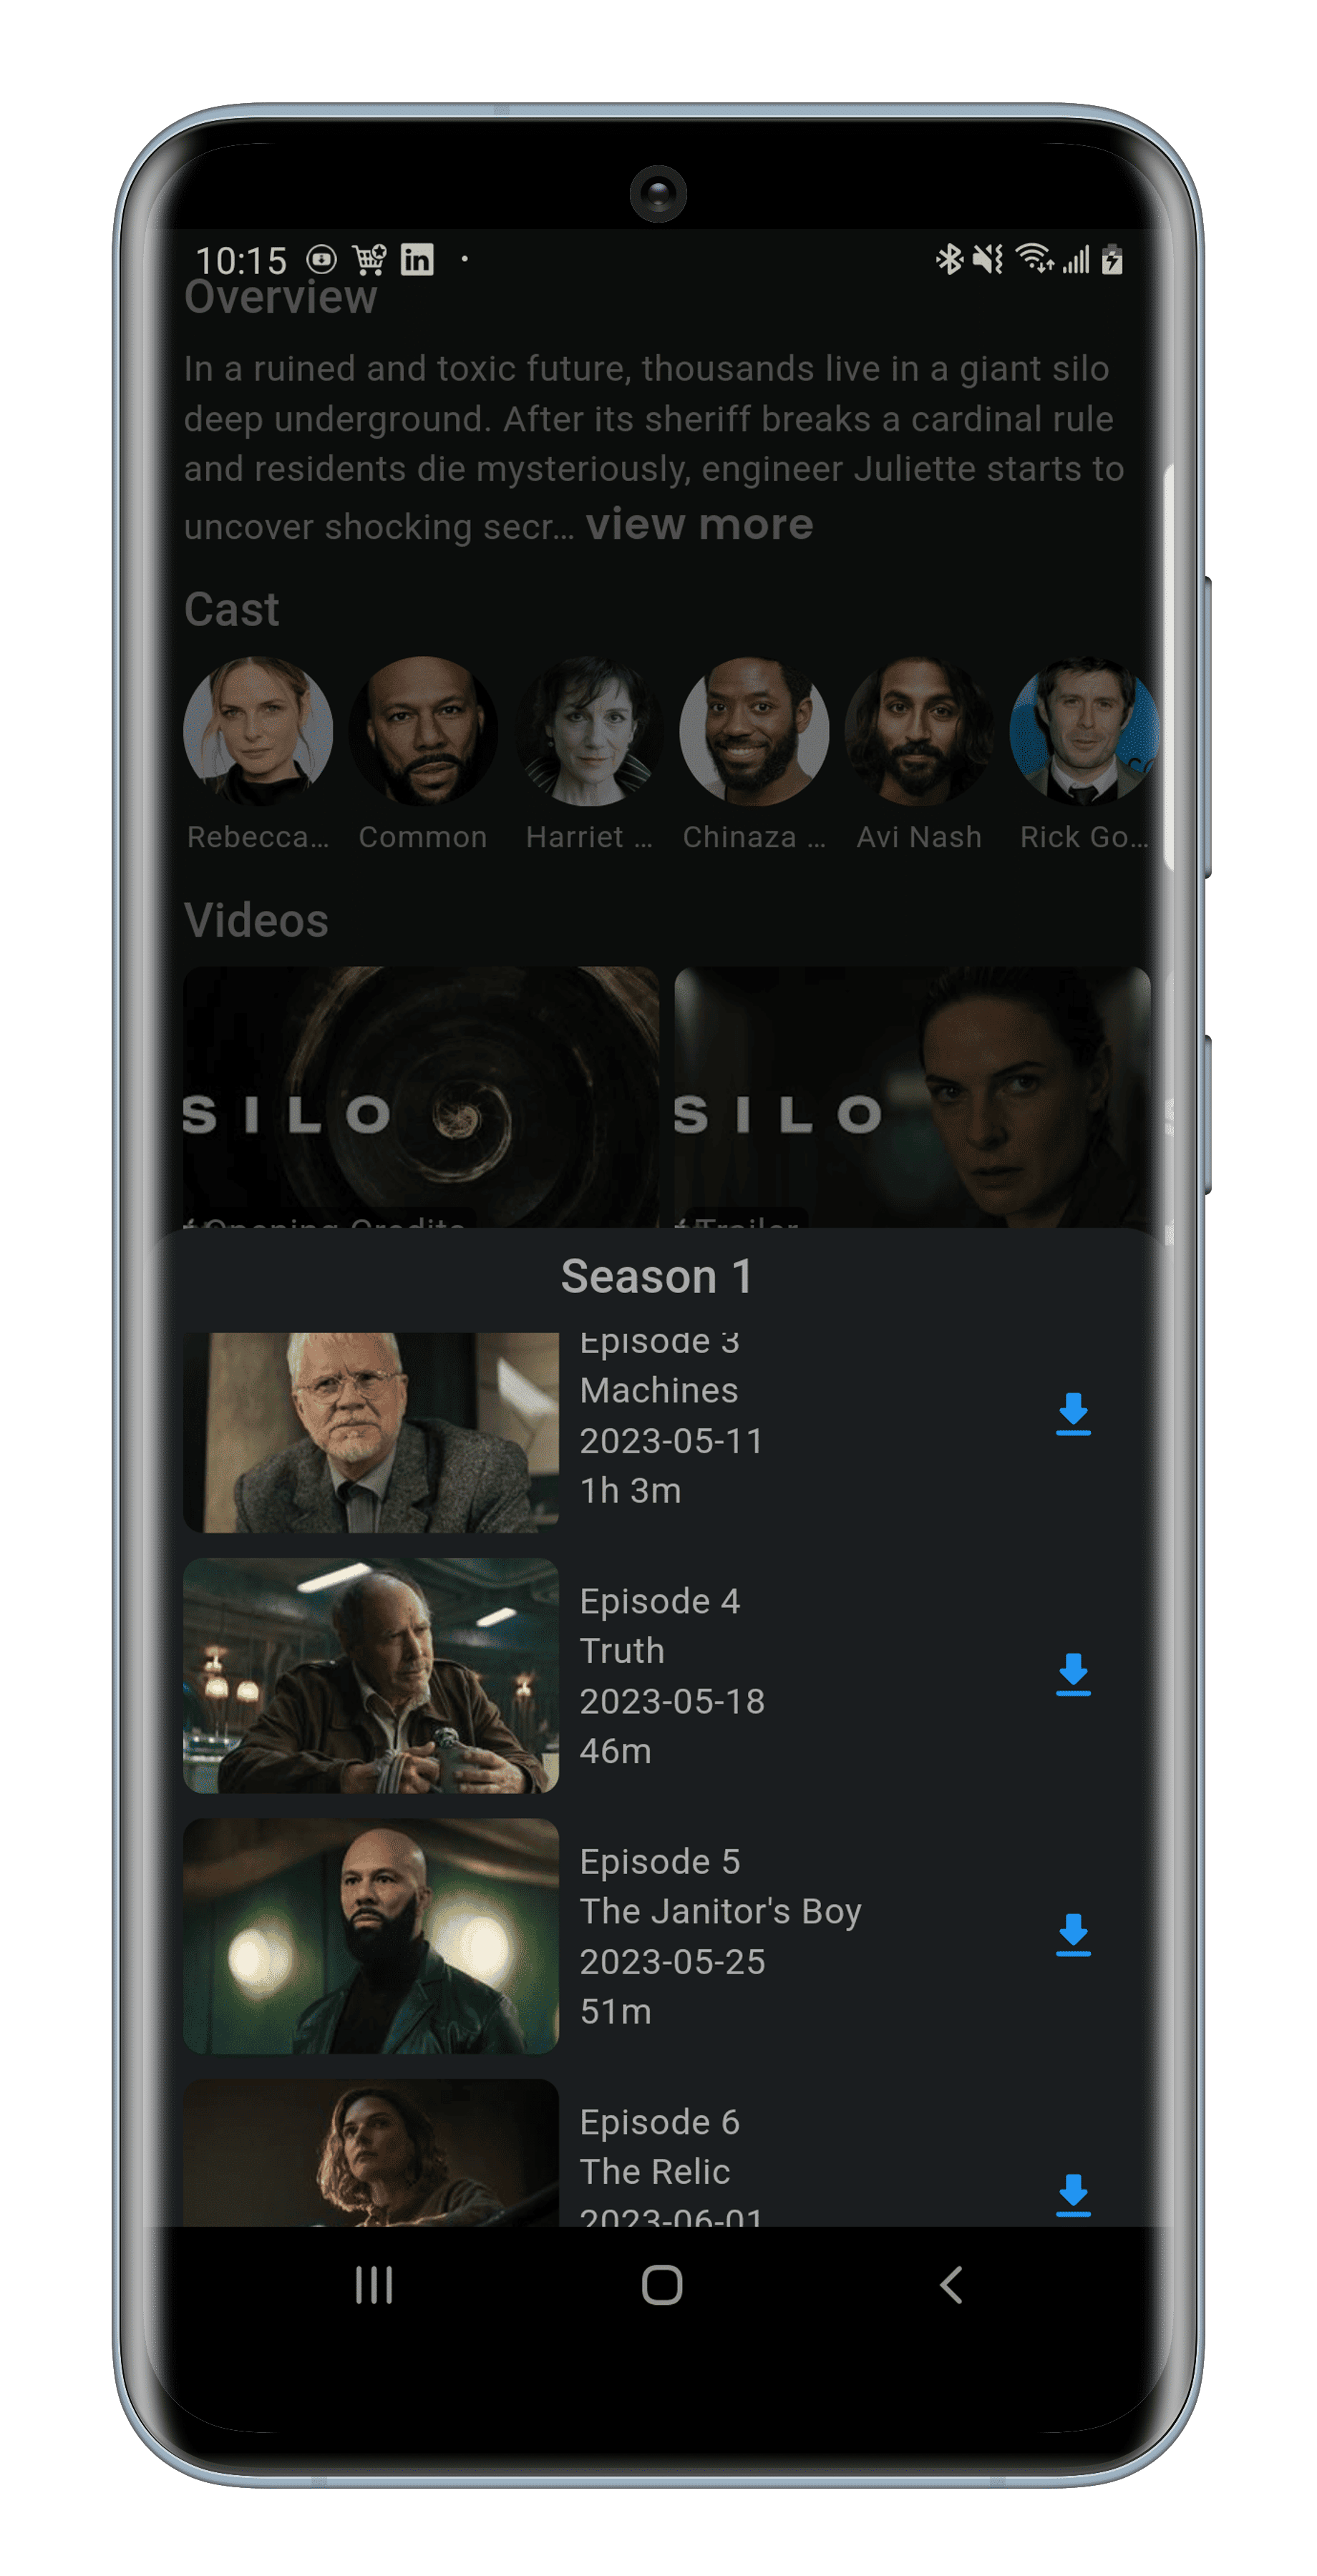 10:15
in
Overview
In a ruined and toxic future, thousands live in a giant silo
deep underground. After its sheriff breaks a cardinal rule
and residents die mysteriously, engineer Juliette starts to
uncover shocking secr... view more
Cast
Rebecca... Common Harriet ... Chinaza ... Avi Nash Rick Go...
Videos
SILO SILO
Opening Credits Trailer
Season 1
Episode 3
Machines
2023-05-11
1h 3m
Episode 4
Truth
2023-05-18
46m
Episode 5
The Janitor's Boy
2023-05-25
51m
Episode 6
The Relic
2023-06-01